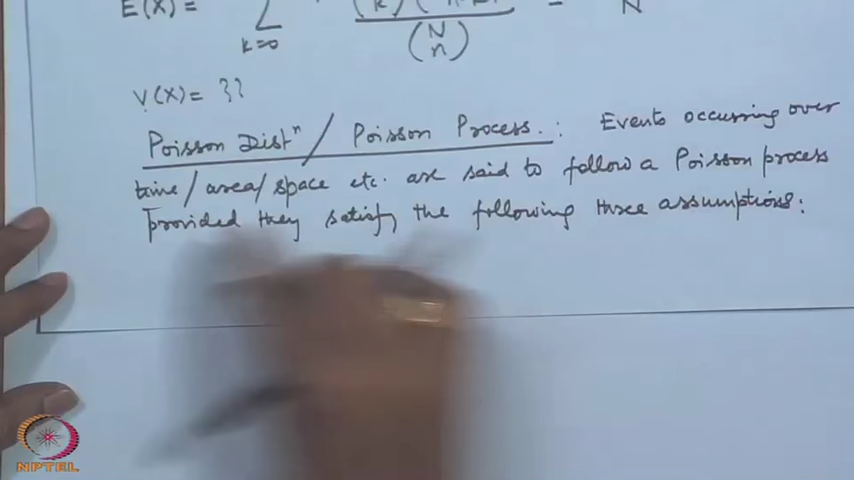 E(X) = Σ k=0 (k) (N n) = N
V(X) = ??
Poisson Distⁿ / Poisson Process. : Events occurring over
time / area / space etc. are said to follow a Poisson process
provided they satisfy the following three assumptions:
NPTEL